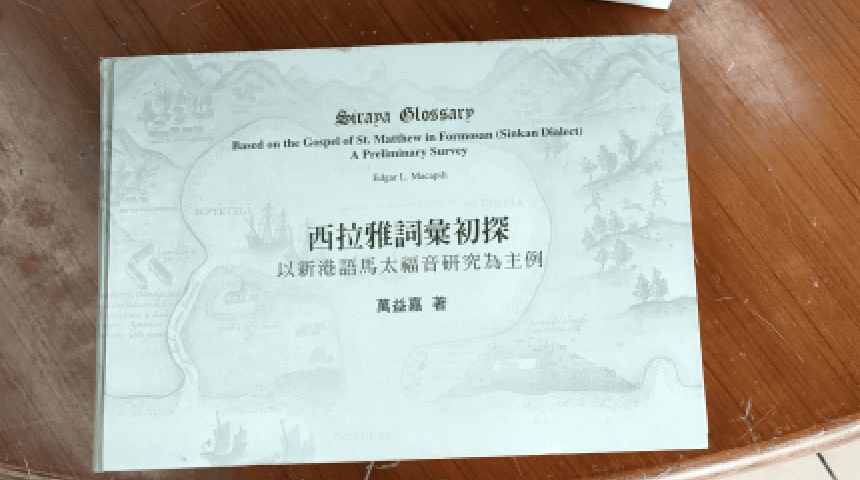 Siraya Glossary
Based on the Gospel of St. Matthew in Formosan (Sinkan Dialect)
A Preliminary Survey
Edgar L. Macapili
西拉雅詞彙初探
以新港語馬太福音研究為主例
萬益嘉 著